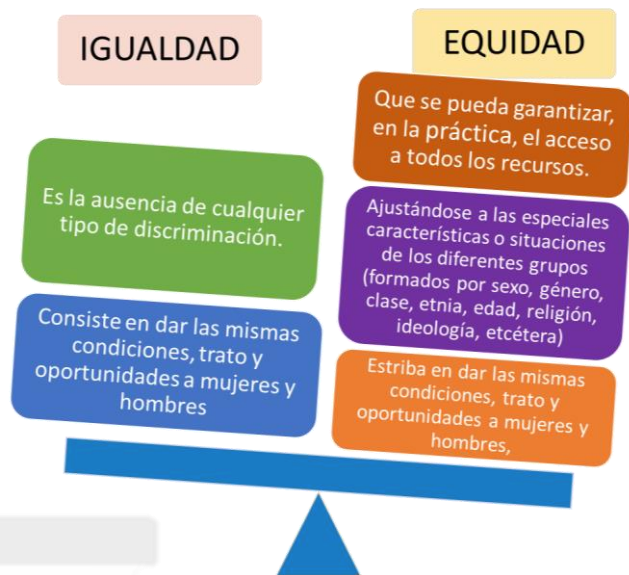 IGUALDAD
Es la ausencia de cualquier
tipo de discriminación.
Consiste en dar las mismas
condiciones, trato y
oportunidades a mujeres y
hombres
EQUIDAD
Que se pueda garantizar,
en la práctica, el acceso
a todos los recursos.
Ajustándose a las especiales
características o situaciones
de los diferentes grupos
(formados por sexo, género,
clase, etnia, edad, religión,
ideología, etcétera)
Estriba en dar las mismas
condiciones, trato y
oportunidades a mujeres y
hombres,